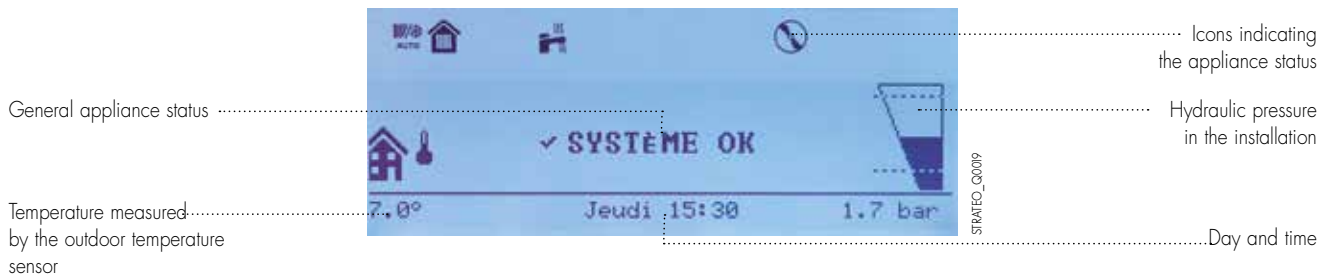 AUTO
Icons indicating
the appliance status
General appliance status
Hydraulic pressure
in the installation
✓ SYSTÈME OK
STRATEO_Q0019
Temperature measured
by the outdoor temperature
sensor
7.0°
Jeudi 15:30
1.7 bar
Day and time